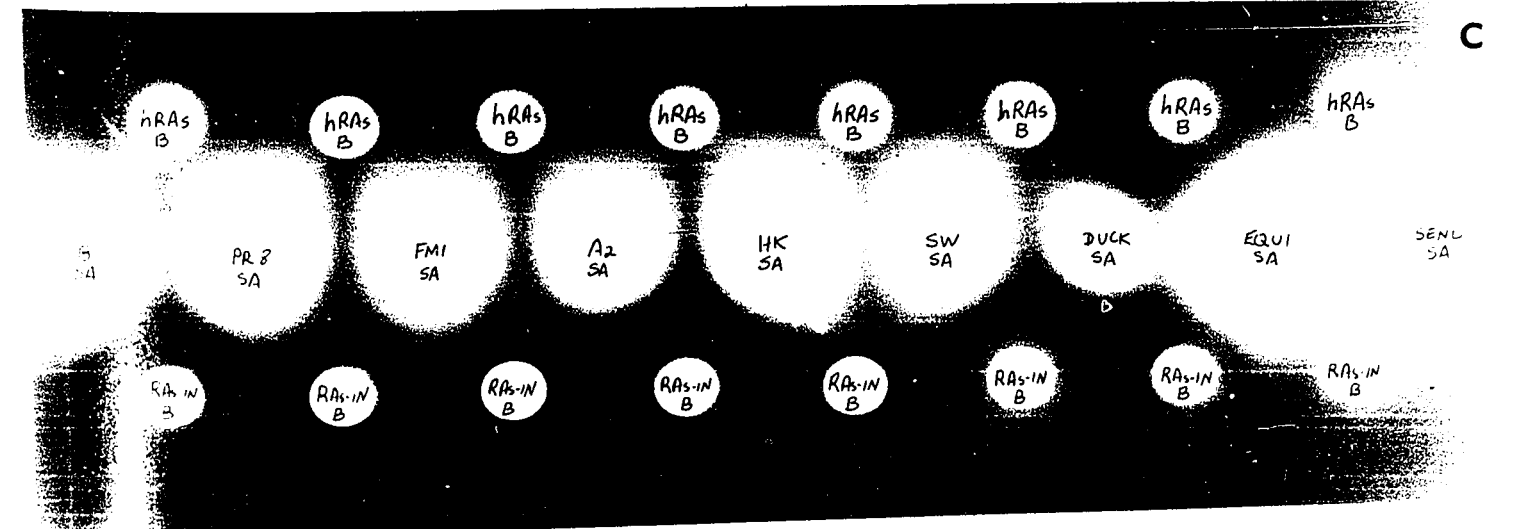 C
hRAs hRAs hRAs hRAs hRAs hRAs hRAs hRAs
B B B B B B B B
B PR 8 FM1 A2 HK SW DUCK EQUI SENL
SA SA SA SA SA SA SA SA SA
D
RAs-IN RAs-IN RAs-IN RAs-IN RAs-IN RAs-IN RAs-IN RAs-IN
B B B B B B B B